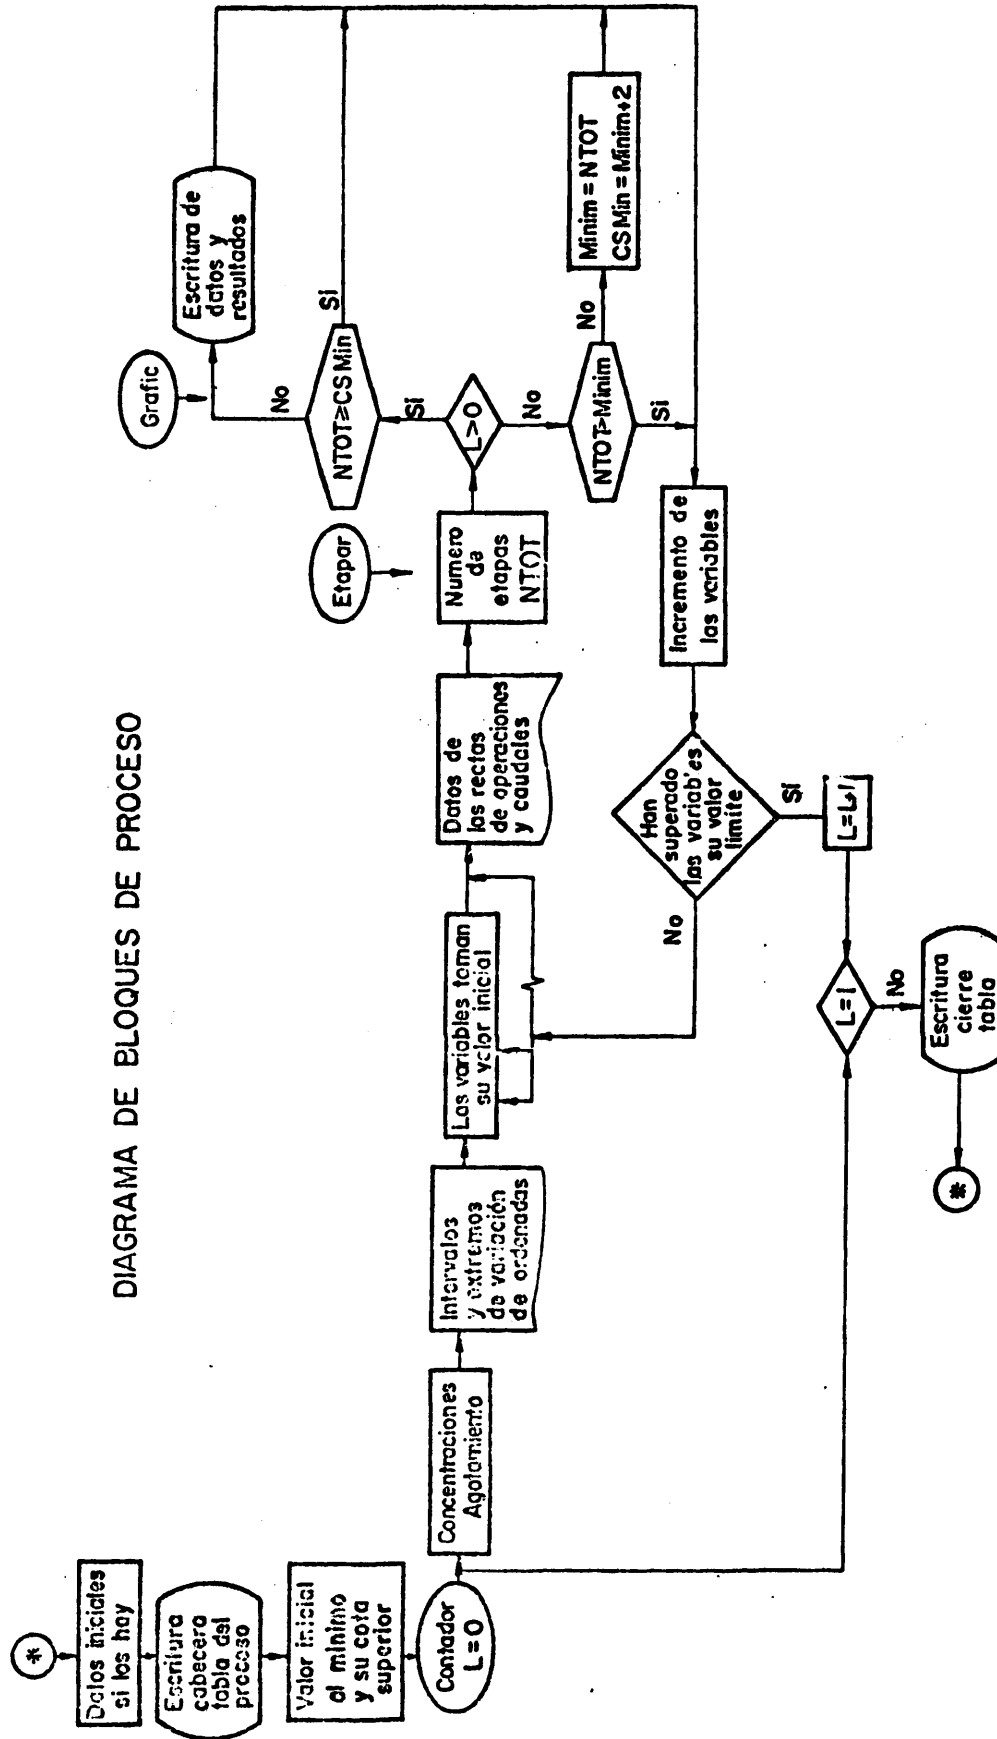 DIAGRAMA DE BLOQUES DE PROCESO
*
Datos iniciales
si los hay
Escritura
cabecera
tabla del
proceso
Valor inicial
al minimo
y su cota
superior
Contador
L=0
Concentraciones
Agotamiento
Intervalos
y extremos
de variación
de ordenadas
Las variables toman
su valor inicial
Datos de
las rectas
de operaciones
y caudales
Etapar
Numero
de
etapas
NTOT
L>0
Si
No
NTOT≥CSMin
No
Si
Grafic
Escritura de
datos y
resultados
NTOT>Minim
No
Si
Minim=NTOT
CSMin=Minim+2
Incremento de
las variables
Han
superado
las variables
su valor
limite
No
Si
L=L+1
L=1
No
Escritura
cierre
tabla
*